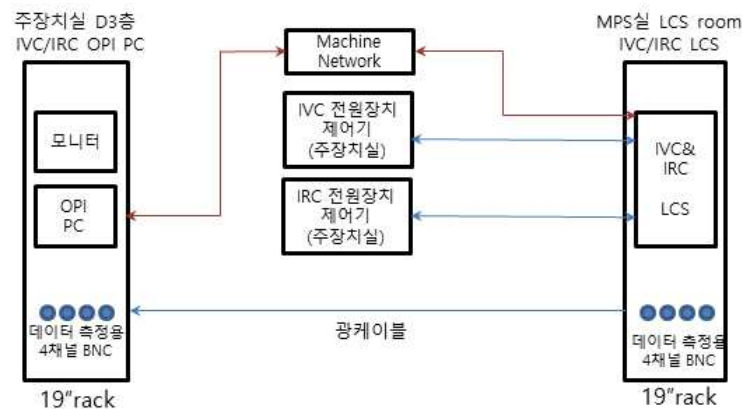 주장치실 D3층
IVC/IRC OPI PC
모니터
OPI
PC
데이터 측정용
4채널 BNC
19”rack
Machine
Network
IVC 전원장치
제어기
(주장치실)
IRC 전원장치
제어기
(주장치실)
광케이블
MPS실 LCS room
IVC/IRC LCS
IVC&
IRC
LCS
데이터 측정용
4채널 BNC
19”rack